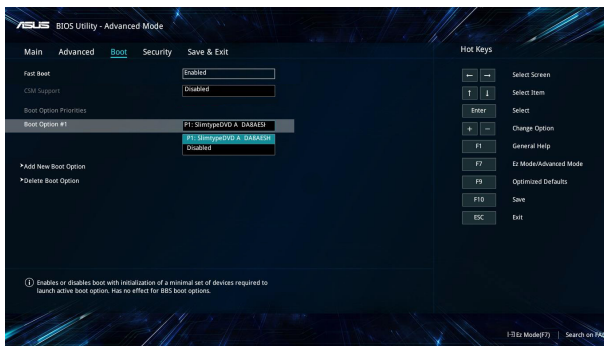 ASUS BIOS Utility - Advanced Mode
Main Advanced Boot Security Save & Exit
Hot Keys
Fast Boot Enabled
CSM Support Disabled
Boot Option Priorities
Boot Option #1 P1: SlimtypeDVD A DA8AESH
P1: SlimtypeDVD A DA8AESH
Disabled
>Add New Boot Option
>Delete Boot Option
← → Select Screen
↑ ↓ Select Item
Enter Select
+ − Change Option
F1 General Help
F7 Ez Mode/Advanced Mode
F9 Optimized Defaults
F10 Save
ESC Exit
Enables or disables boot with initialization of a minimal set of devices required to
launch active boot option. Has no effect for BBS boot options.
Ez Mode(F7) | Search on FA